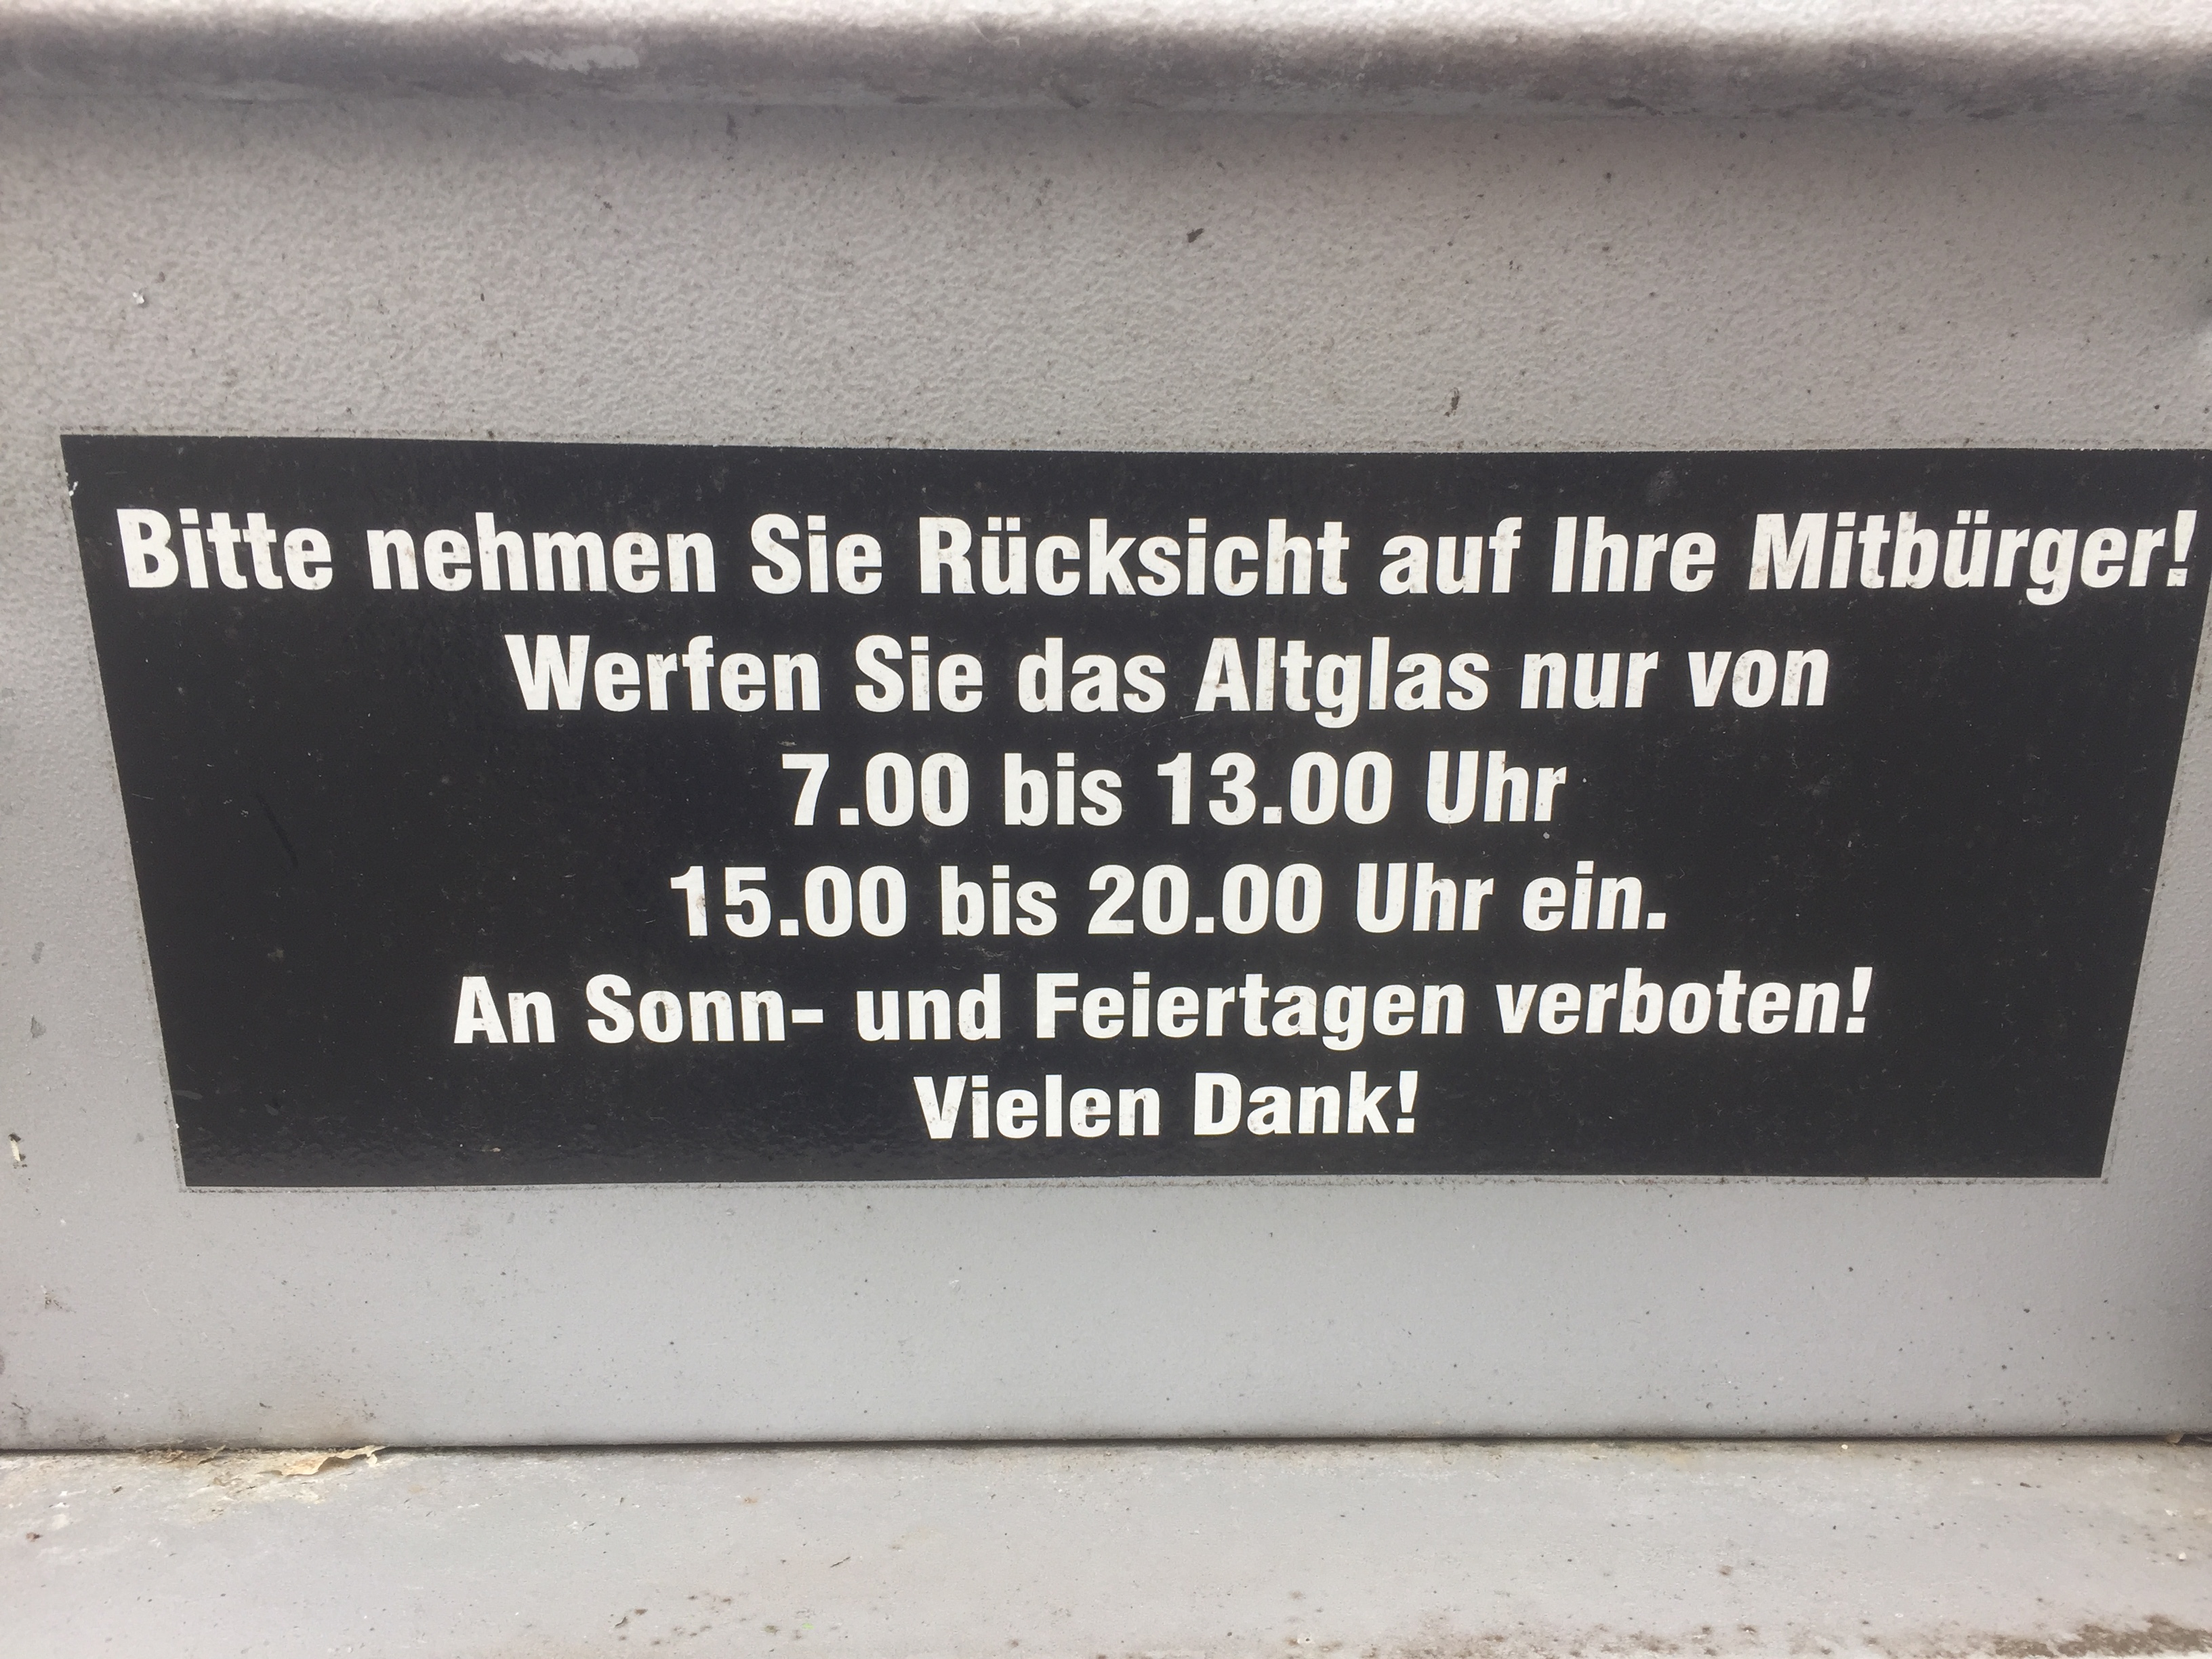 Bitte nehmen Sie Rücksicht auf Ihre Mitbürger!
Werfen Sie das Altglas nur von
7.00 bis 13.00 Uhr
15.00 bis 20.00 Uhr ein.
An Sonn- und Feiertagen verboten!
Vielen Dank!